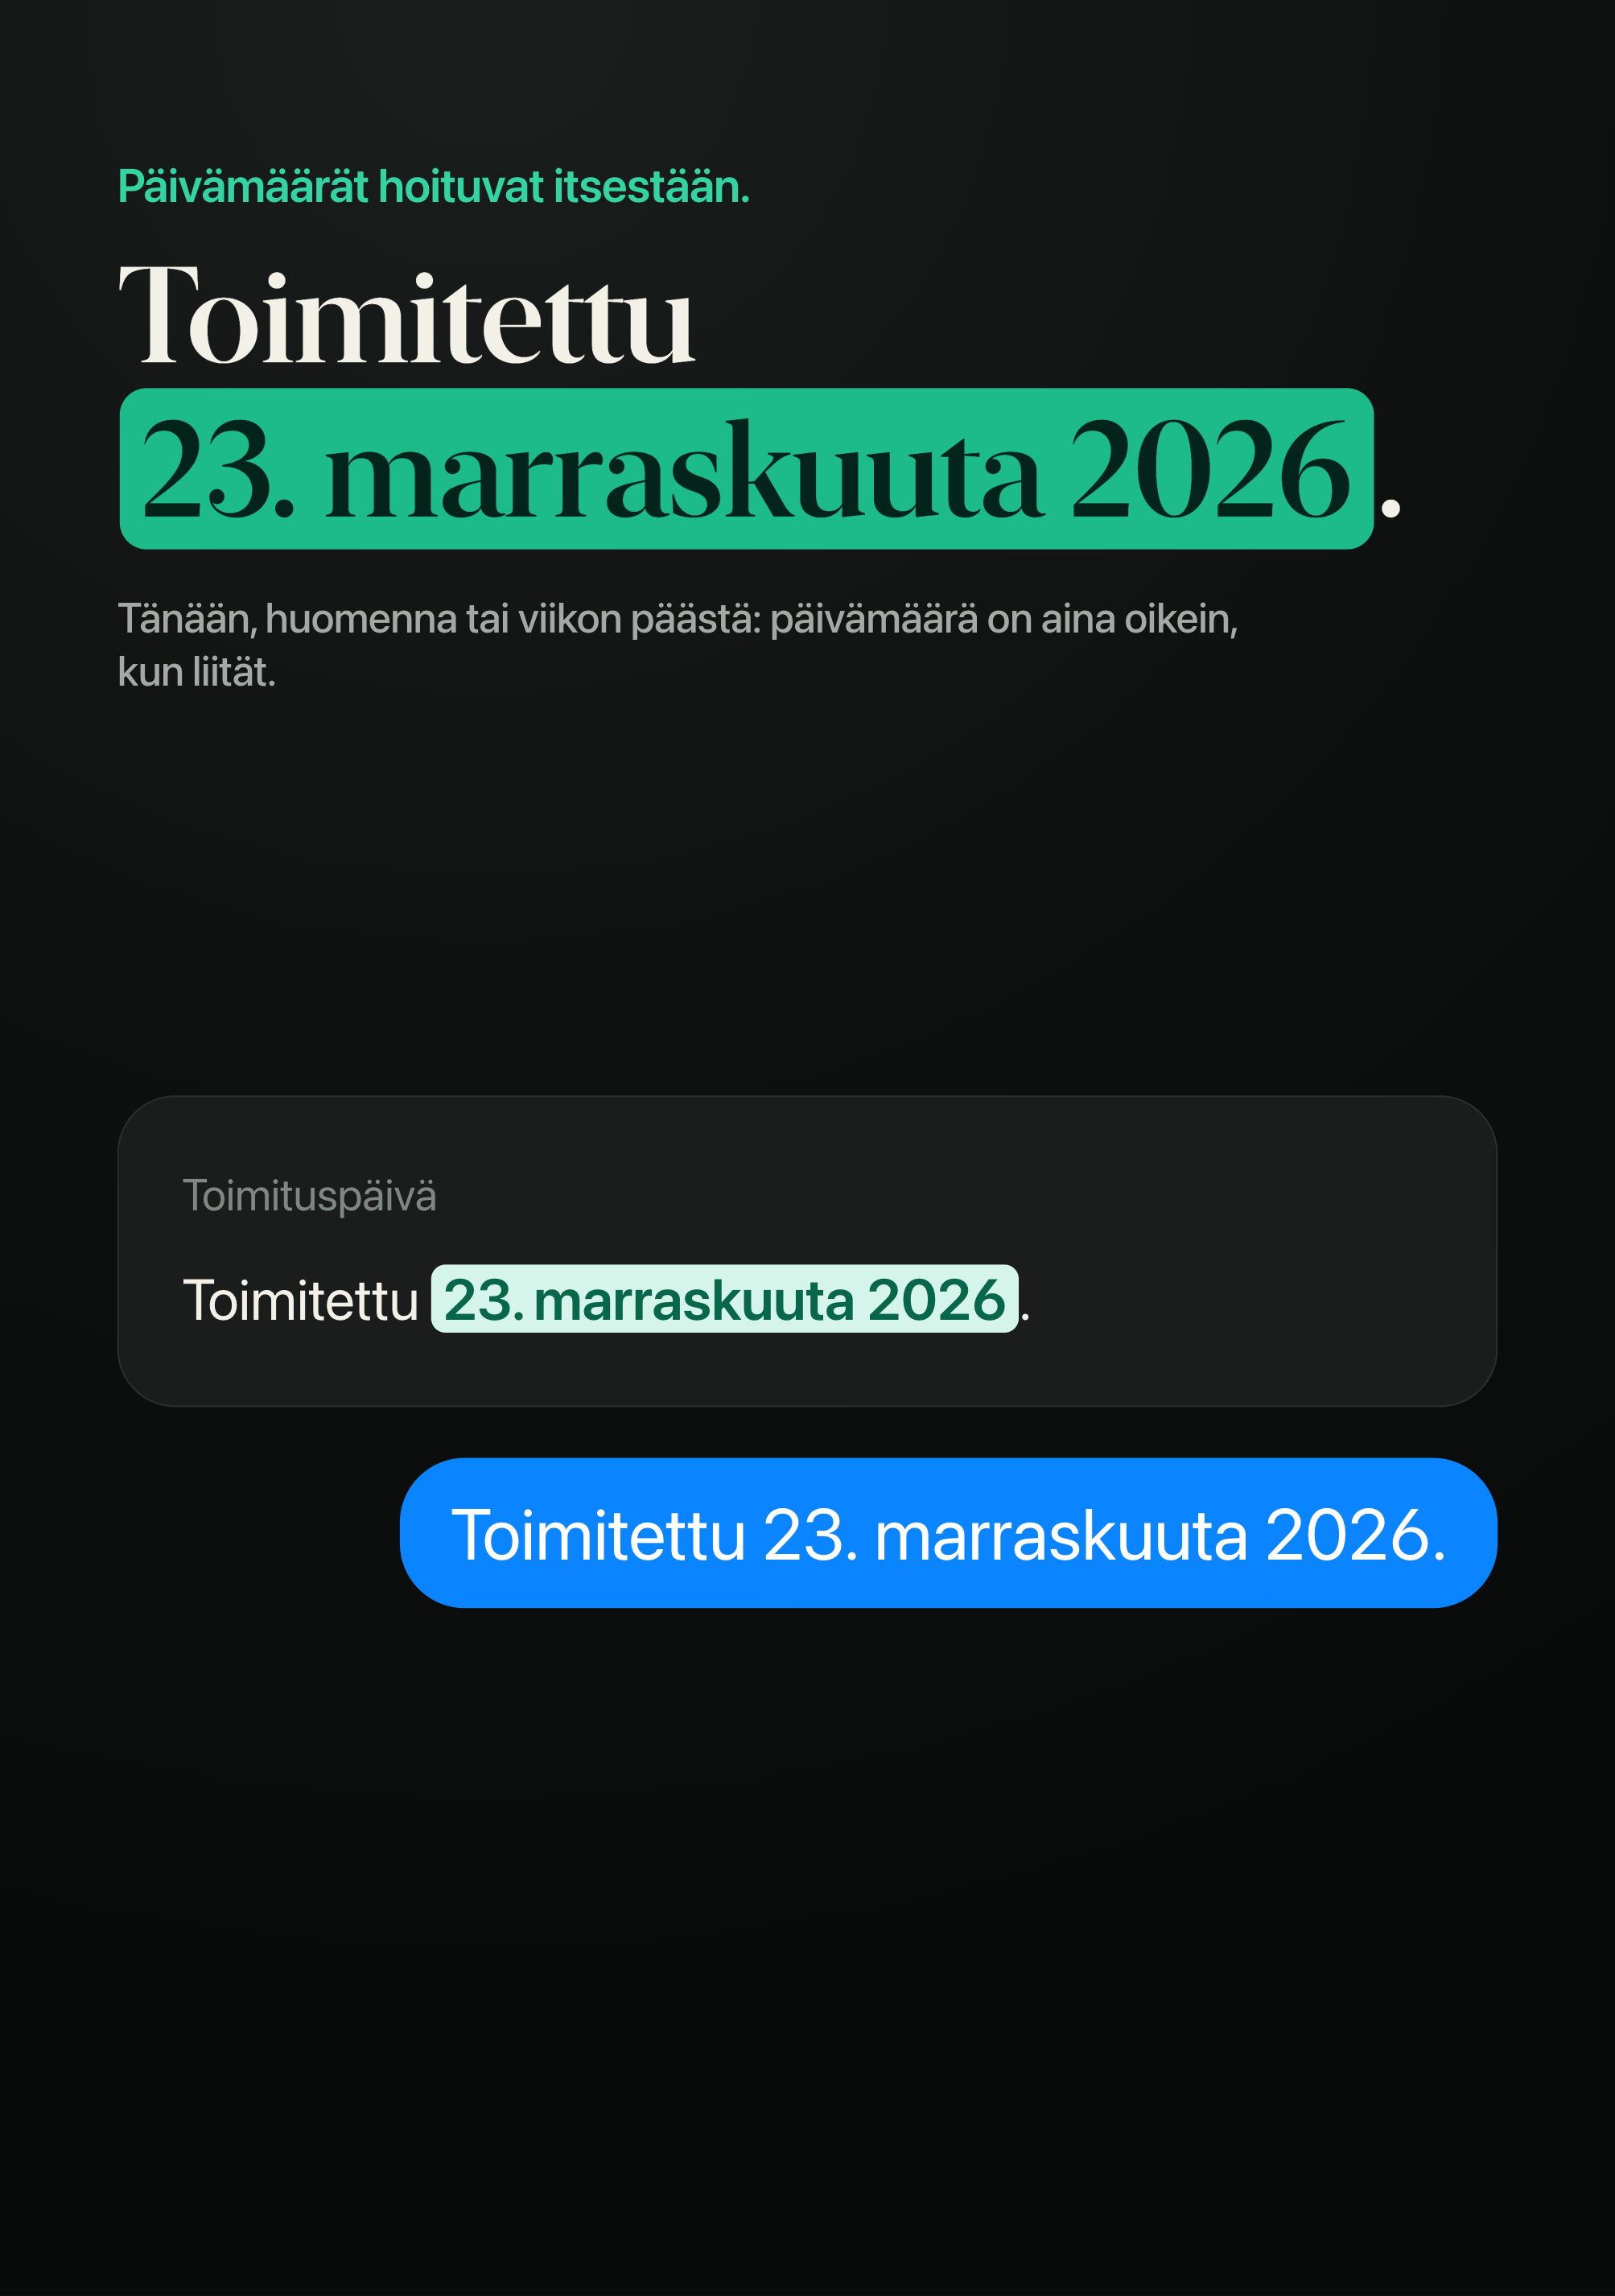 Päivämäärät hoituvat itsestään.
Toimitettu
23. marraskuuta 2026.
Tänään, huomenna tai viikon päästä: päivämäärä on aina oikein,
kun liität.
Toimituspäivä
Toimitettu 23. marraskuuta 2026.
Toimitettu 23. marraskuuta 2026.